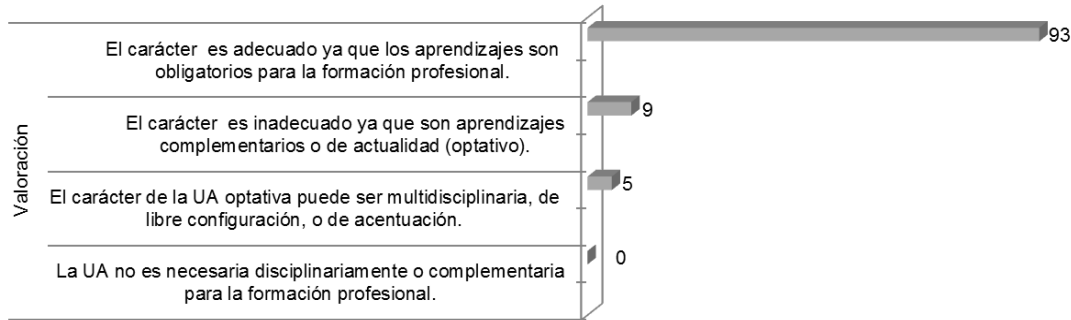 Valoración
El carácter es adecuado ya que los aprendizajes son
obligatorios para la formación profesional.
93
El carácter es inadecuado ya que son aprendizajes
complementarios o de actualidad (optativo).
9
El carácter de la UA optativa puede ser multidisciplinaria, de
libre configuración, o de acentuación.
5
La UA no es necesaria disciplinariamente o complementaria
para la formación profesional.
0